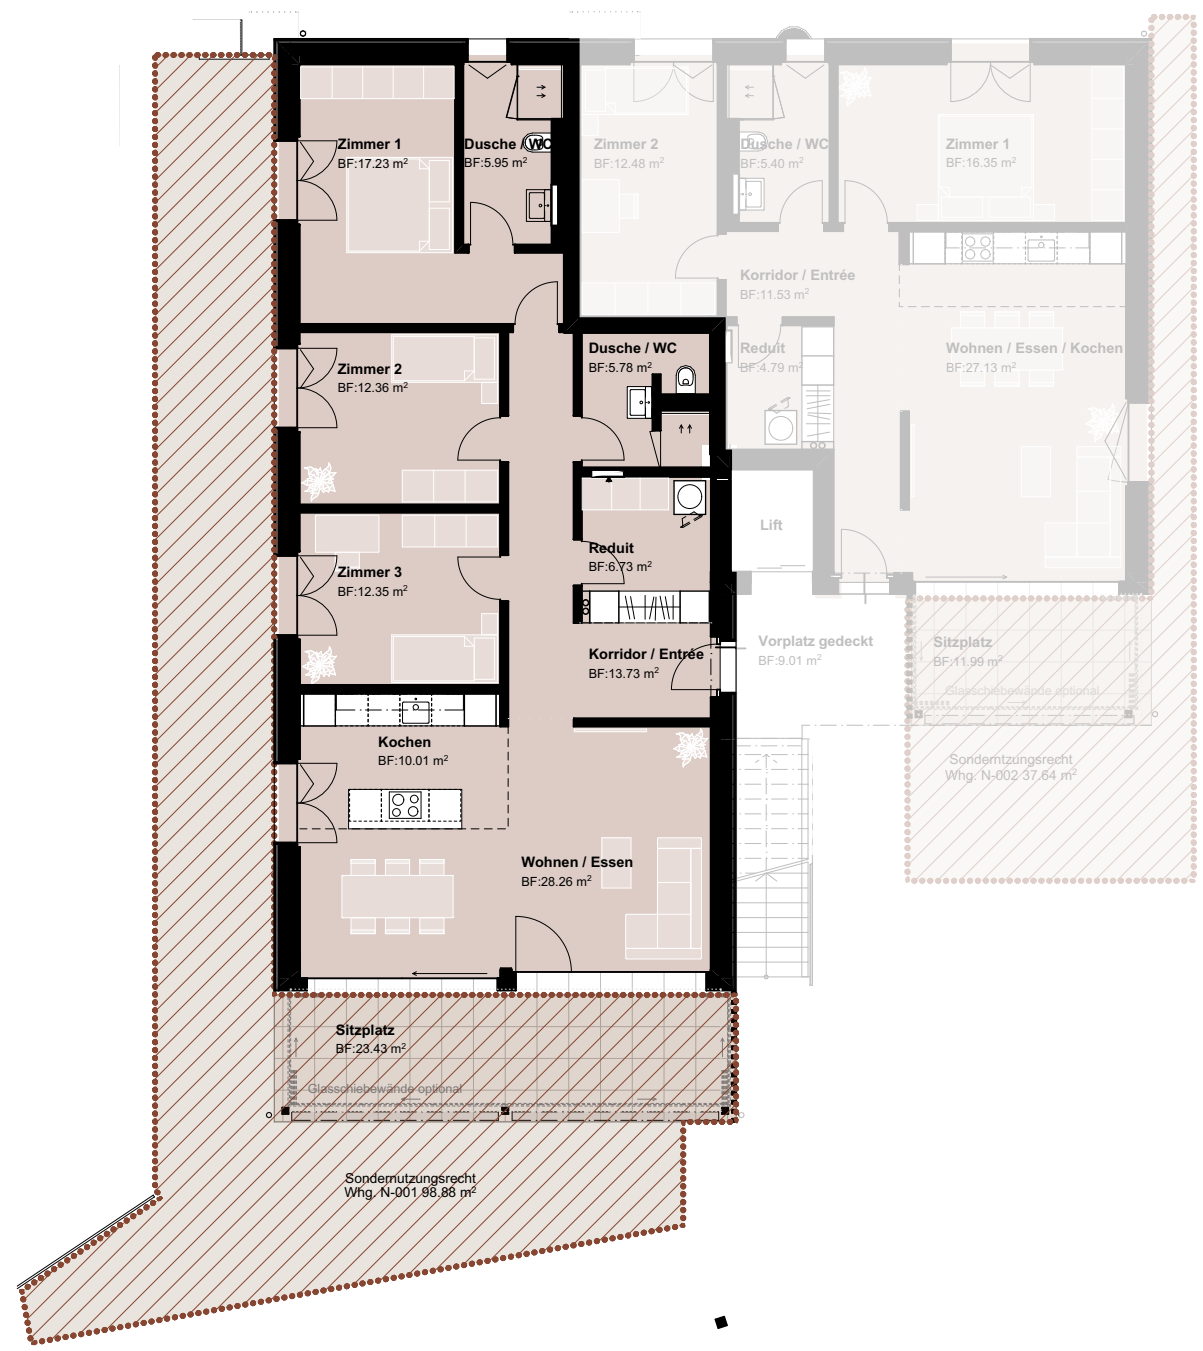 Zimmer 1
BF:17.23 m²
Dusche / WC
BF:5.95 m²
Zimmer 2
BF:12.48 m²
Dusche / WC
BF:5.40 m²
Zimmer 1
BF:16.35 m²
Korridor / Entrée
BF:11.53 m²
Zimmer 2
BF:12.36 m²
Dusche / WC
BF:5.78 m²
Reduit
BF:4.79 m²
Wohnen / Essen / Kochen
BF:27.13 m²
Lift
Zimmer 3
BF:12.35 m²
Reduit
BF:6.73 m²
Korridor / Entrée
BF:13.73 m²
Vorplatz gedeckt
BF:9.01 m²
Sitzplatz
BF:11.99 m²
Glasschiebewände optional
Sonderntzungsrecht
Whg. N-002 37.64 m²
Kochen
BF:10.01 m²
Wohnen / Essen
BF:28.26 m²
Sitzplatz
BF:23.43 m²
Glasschiebewände optional
Sondernutzungsrecht
Whg. N-001 98.88 m²